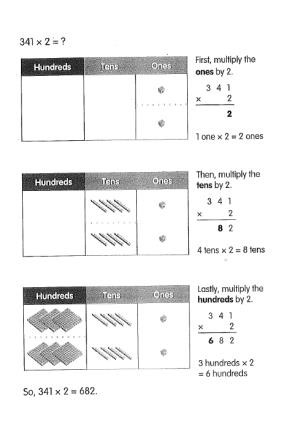 341 × 2 = ?
Hundreds Tens Ones
First, multiply the
ones by 2.
3 4 1
× 2
2
1 one × 2 = 2 ones
Hundreds Tens Ones
Then, multiply the
tens by 2.
3 4 1
× 2
8 2
4 tens × 2 = 8 tens
Hundreds Tens Ones
Lastly, multiply the
hundreds by 2.
3 4 1
× 2
6 8 2
3 hundreds × 2
= 6 hundreds
So, 341 × 2 = 682.